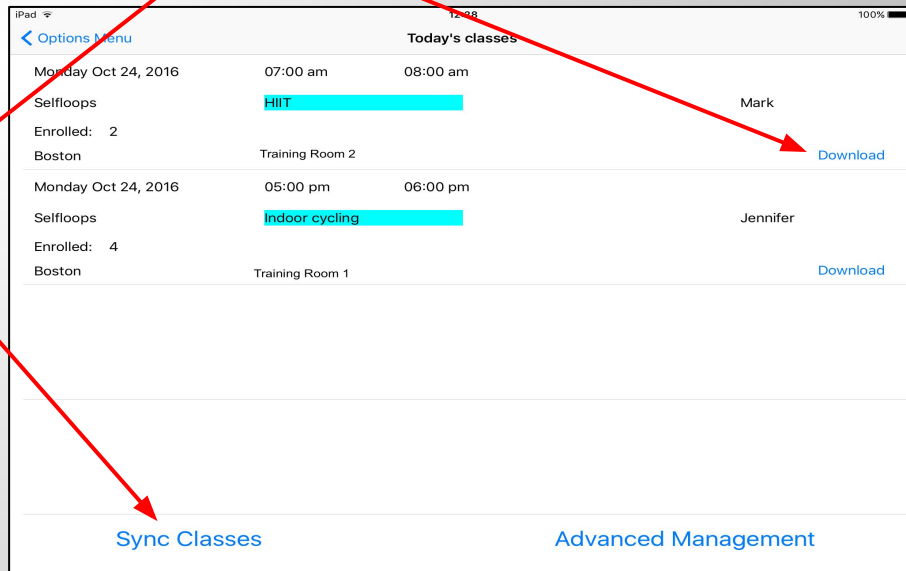 iPad 12:28 100%
Options Menu Today's classes
Monday Oct 24, 2016 07:00 am 08:00 am
Selfloops HIIT Mark
Enrolled: 2
Boston Training Room 2 Download
Monday Oct 24, 2016 05:00 pm 06:00 pm
Selfloops Indoor cycling Jennifer
Enrolled: 4
Boston Training Room 1 Download
Sync Classes Advanced Management